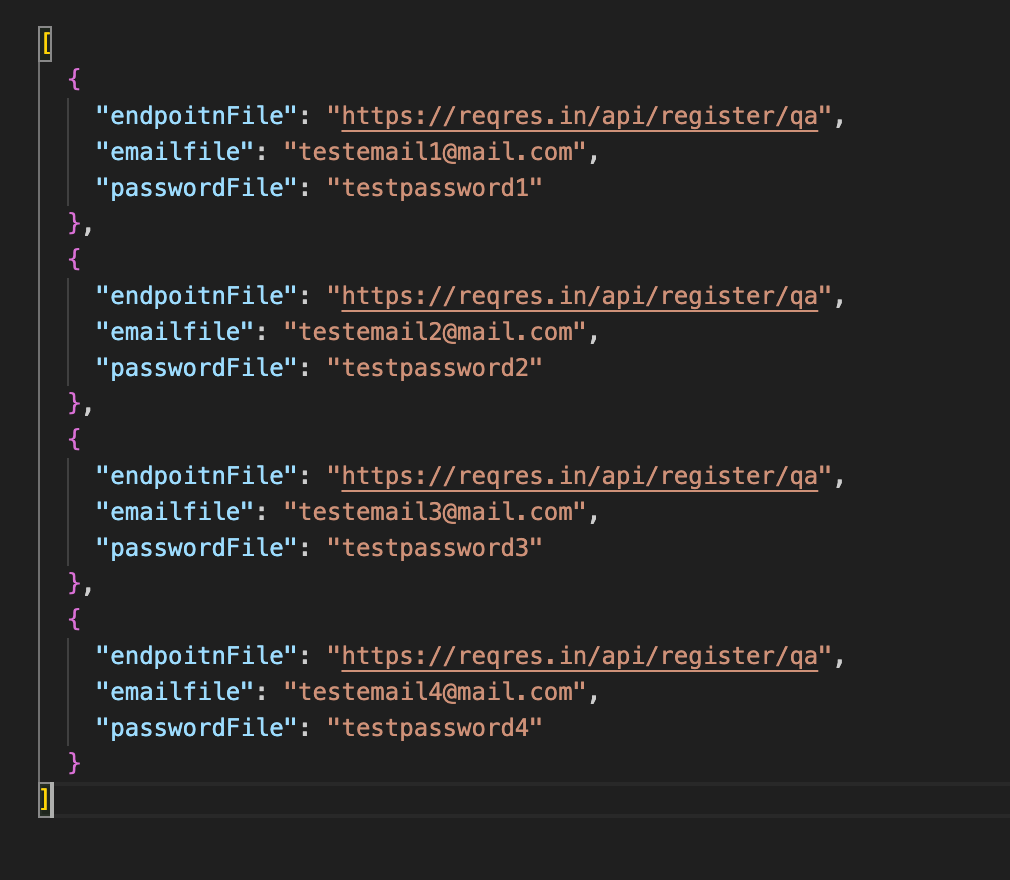 [
{
"endpoitnFile": "https://reqres.in/api/register/qa",
"emailfile": "testemail1@mail.com",
"passwordFile": "testpassword1"
},
{
"endpoitnFile": "https://reqres.in/api/register/qa",
"emailfile": "testemail2@mail.com",
"passwordFile": "testpassword2"
},
{
"endpoitnFile": "https://reqres.in/api/register/qa",
"emailfile": "testemail3@mail.com",
"passwordFile": "testpassword3"
},
{
"endpoitnFile": "https://reqres.in/api/register/qa",
"emailfile": "testemail4@mail.com",
"passwordFile": "testpassword4"
}
]